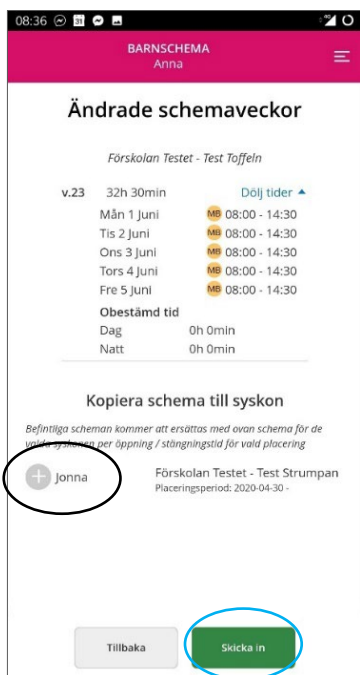 08:36 31
BARNSCHEMA
Anna
Ändrade schemaveckor
Förskolan Testet - Test Toffeln
v.23 32h 30min Dölj tider
Mån 1 Juni MB 08:00 - 14:30
Tis 2 Juni MB 08:00 - 14:30
Ons 3 Juni MB 08:00 - 14:30
Tors 4 Juni MB 08:00 - 14:30
Fre 5 Juni MB 08:00 - 14:30
Obestämd tid
Dag 0h 0min
Natt 0h 0min
Kopiera schema till syskon
Befintliga scheman kommer att ersättas med ovan schema för de
valda syskonen per öppning / stängningstid för vald placering
Jonna Förskolan Testet - Test Strumpan
Placeringsperiod: 2020-04-30 -
Tillbaka Skicka in